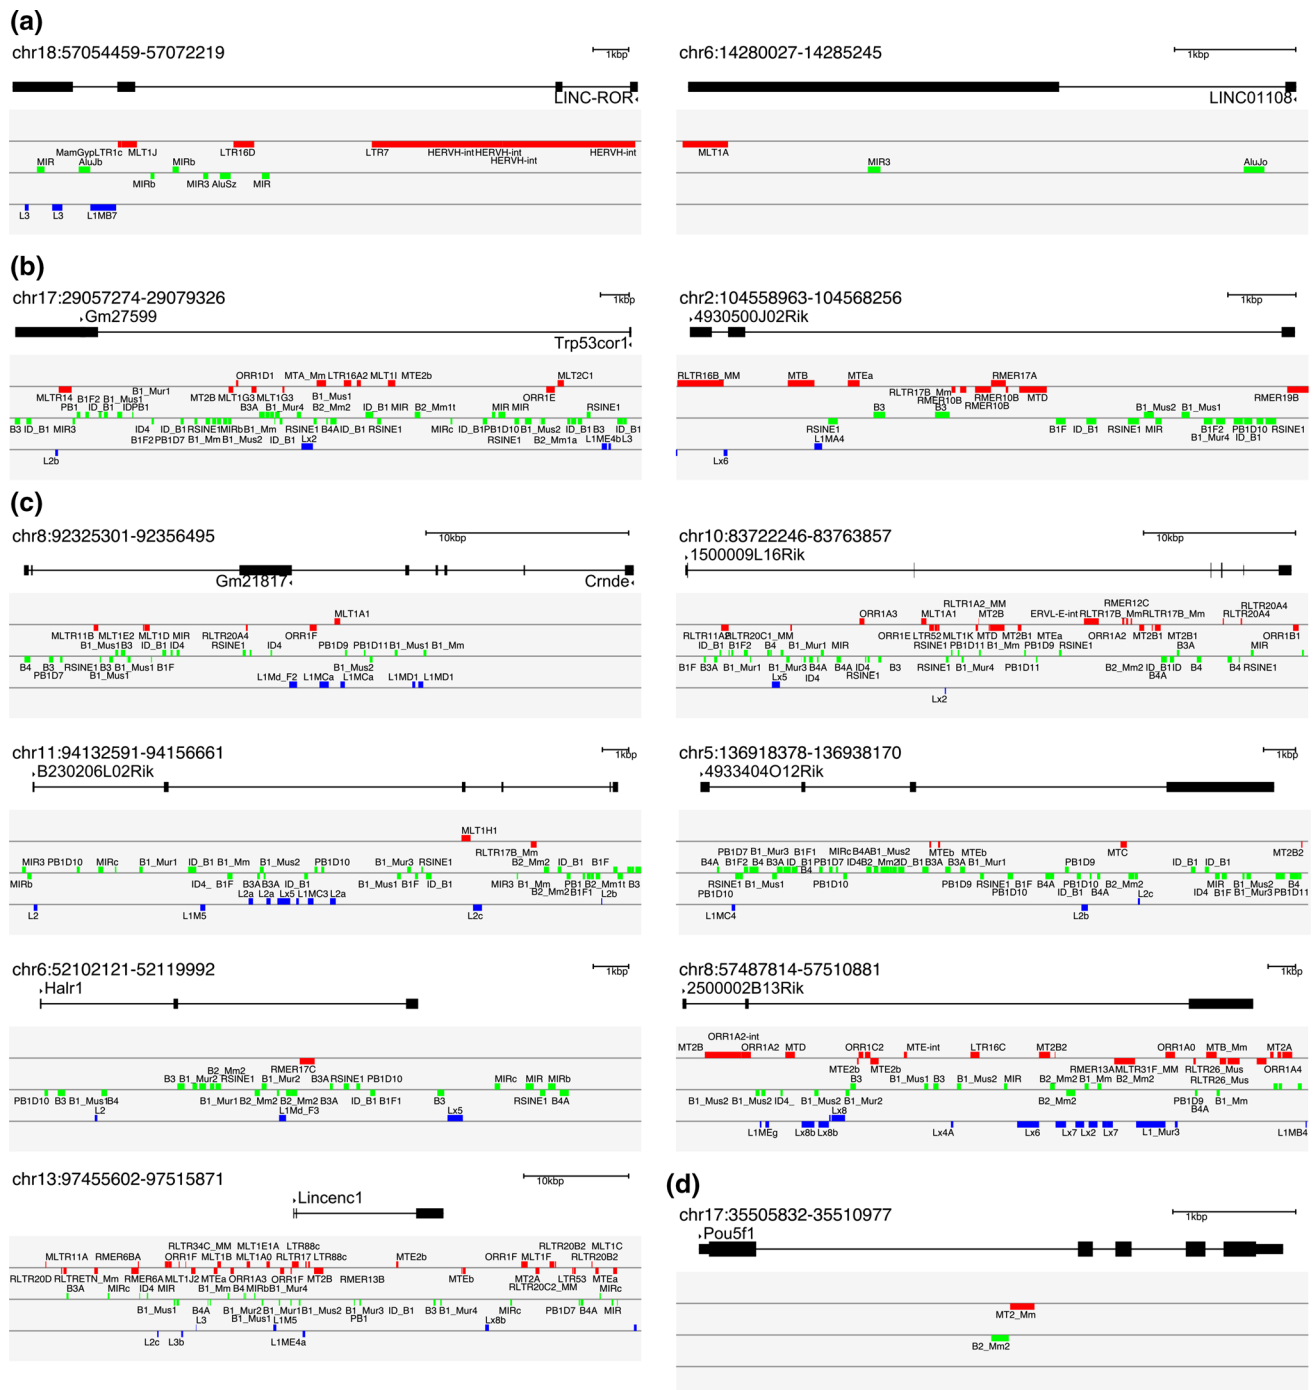 (a)
chr18:57054459-57072219
1kbp
LINC-ROR
MamGypLTR1c MLT1J LTR16D LTR7 HERVH-int HERVH-int HERVH-int
HERVH-int
MIR AluJb MIRb
MIRb MIR3 AluSz MIR
L3 L3 L1MB7
chr6:14280027-14285245
1kbp
LINC01108
MLT1A
MIR3 AluJo
(b)
chr17:29057274-29079326
1kbp
Gm27599
Trp53cor1
ORR1D1 MTA_Mm LTR16A2 MLT1I MTE2b MLT2C1
MLTR14 MT2B MLT1G3 MLT1G3 ORR1E
B1_Mur1 B1_Mus1
B1F2 B1_Mus1
PB1 ID_B1 IDPB1 B3A B1_Mur4 B2_Mm2 ID_B1 MIR B2_Mm1t MIR MIR RSINE1
B3 ID_B1 MIR3 ID4 ID_B1 RSINE1 MIRb B1_Mm RSINE1 B4A ID_B1 RSINE1 MIRc ID_B1 PB1D10 B1_Mus2 ID_B1 B3 ID_B1
B1F2 PB1D7 B1_Mm B1_Mus2 ID_B1 Lx2 RSINE1 B2_Mm1a L1ME4b L3
L2b
chr2:104558963-104568256
1kbp
4930500J02Rik
RLTR16B_MM MTB MTEa RMER17A
RLTR17B_Mm RMER10B MTD RMER19B
RMER10B RMER10B
B3 B3 B1_Mus2 B1_Mus1
RSINE1 B1F ID_B1 RSINE1 MIR B1F2 PB1D10 RSINE1
B1_Mur4 ID_B1
L1MA4
Lx6
(c)
chr8:92325301-92356495
10kbp
Gm21817 Crnde
MLT1A1
MLTR11B MLT1E2 MLT1D MIR RLTR20A4 ORR1F
B1_Mus1 B3 ID_B1 ID4 RSINE1 ID4 PB1D9 PB1D11 B1_Mus1 B1_Mm
B4 B3 RSINE1 B3 B1_Mus1 B1F B1_Mus2
PB1D7 B1_Mus1 L1Md_F2 L1MCa L1MCa L1MD1 L1MD1
chr10:83722246-83763857
10kbp
1500009L16Rik
RLTR1A2_MM RMER12C RLTR20A4
ORR1A3 MLT1A1 MT2B ERVL-E-int RLTR17B_Mm RLTR17B_Mm RLTR20A4
RLTR11A2 RLTR20C1_MM ORR1E LTR52 MLT1K MTD MT2B1 MTEa ORR1A2 MT2B1 MT2B1 ORR1B1
ID_B1 B1F2 B4 B1_Mur1 MIR RSINE1 PB1D11 B1_Mm PB1D9 RSINE1 B3A MIR
B1F B3A B1_Mur1 B1_Mur3 B4A ID4 B3 RSINE1 B1_Mur4 PB1D11 B2_Mm2 ID_B1 ID B4 B4 RSINE1
Lx5 ID4 RSINE1 B4A
Lx2
chr11:94132591-94156661
1kbp
B230206L02Rik
MLT1H1
RLTR17B_Mm
MIR3 PB1D10 MIRc B1_Mur1 ID_B1 B1_Mm B1_Mus2 PB1D10 B1_Mur3 RSINE1 B2_Mm2 ID_B1 B1F
MIRb ID4_ B1F B3A B3A ID_B1 B1_Mus1 B1F ID_B1 MIR3 B1_Mm PB1 B2_Mm1t B3
L2a Lx5 L1MC3 L2a B2_Mm2 B1F1 L2b
L2 L1M5 L2c
chr5:136918378-136938170
1kbp
4933404O12Rik
MTEb MTEb MTC MT2B2
PB1D7 B1_Mur3 B1F1 MIRc B4A B1_Mus2
B4A B1F2 B4 B3A ID_B1 PB1D7 ID4 B2_Mm2 ID_B1 B3A B3A B1_Mur1 PB1D9 ID_B1 ID_B1
B4
RSINE1 B1_Mus1 PB1D10 PB1D9 RSINE1 B1F B4A PB1D10 B2_Mm2 MIR B1_Mus2 B4
PB1D10 ID_B1 L2c ID4 B1F B1_Mur3 PB1D11
L1MC4 L2b
chr6:52102121-52119992
1kbp
Halr1
RMER17C
B2_Mm2
B3 B1_Mur2 RSINE1 B1_Mur2 B3A RSINE1 PB1D10 MIRc MIR MIRb
PB1D10 B3 B1_Mus1 B4 B1_Mur1 B2_Mm2 B2_Mm2 B3A ID_B1 B1F1 B3 RSINE1 B4A
L2 L1Md_F3 Lx5
chr8:57487814-57510881
1kbp
2500002B13Rik
ORR1A2-int
MT2B ORR1A2 MTD ORR1C2 MTE-int LTR16C MT2B2 ORR1A0 MTB_Mm MT2A
MTE2b MTE2b RMER13A MLTR31F_MM RLTR26_Mus ORR1A4
B3 B1_Mus1 B3 B1_Mus2 MIR B2_Mm2 B1_Mm B2_Mm2 RLTR26_Mus
B1_Mus2 B1_Mus2 ID4_ B1_Mus2 B1_Mur2 B2_Mm2 PB1D9 B1_Mm
Lx8 B4A
L1MEg Lx8b Lx8b Lx4A Lx6 Lx7 Lx2 Lx7 L1_Mur3 L1MB4
chr13:97455602-97515871
10kbp
Lincenc1
RLTR34C_MM MLT1E1A LTR88c RLTR20B2 MLT1C
MLTR11A RMER6BA ORR1F MLT1B MLT1A0 RLTR17 LTR88c MTE2b ORR1F MLT1F RLTR20B2
RLTR20D RLTRETN_Mm RMER6A MLT1J2 MTEa ORR1A3 ORR1F MT2B RMER13B MTEb MT2A LTR53 MTEa
B3A MIRc ID4 MIR B1_Mm B4 MIRb B1_Mur4 RLTR20C2_MM MIRc
B1_Mus1 B4A B1_Mur2 B1_Mur1 B1_Mus2 B1_Mur3 ID_B1 B3 B1_Mur4 MIRc PB1D7 B4A MIR
L3 B1_Mus1 L1M5 PB1 Lx8b
L2c L3b L1ME4a
(d)
chr17:35505832-35510977
1kbp
Pou5f1
MT2_Mm
B2_Mm2